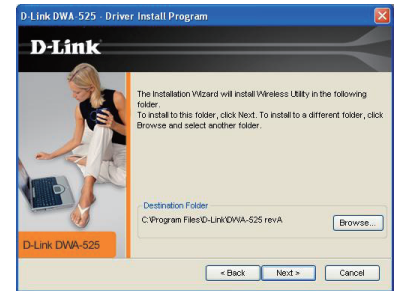 D-Link DWA-525 - Driver Install Program
D-Link
The Installation Wizard will install Wireless Utility in the following
folder.
To install to this folder, click Next. To install to a different folder, click
Browse and select another folder.
Destination Folder
C:\Program Files\D-Link\DWA-525 revA
Browse...
D-Link DWA-525
< Back
Next >
Cancel